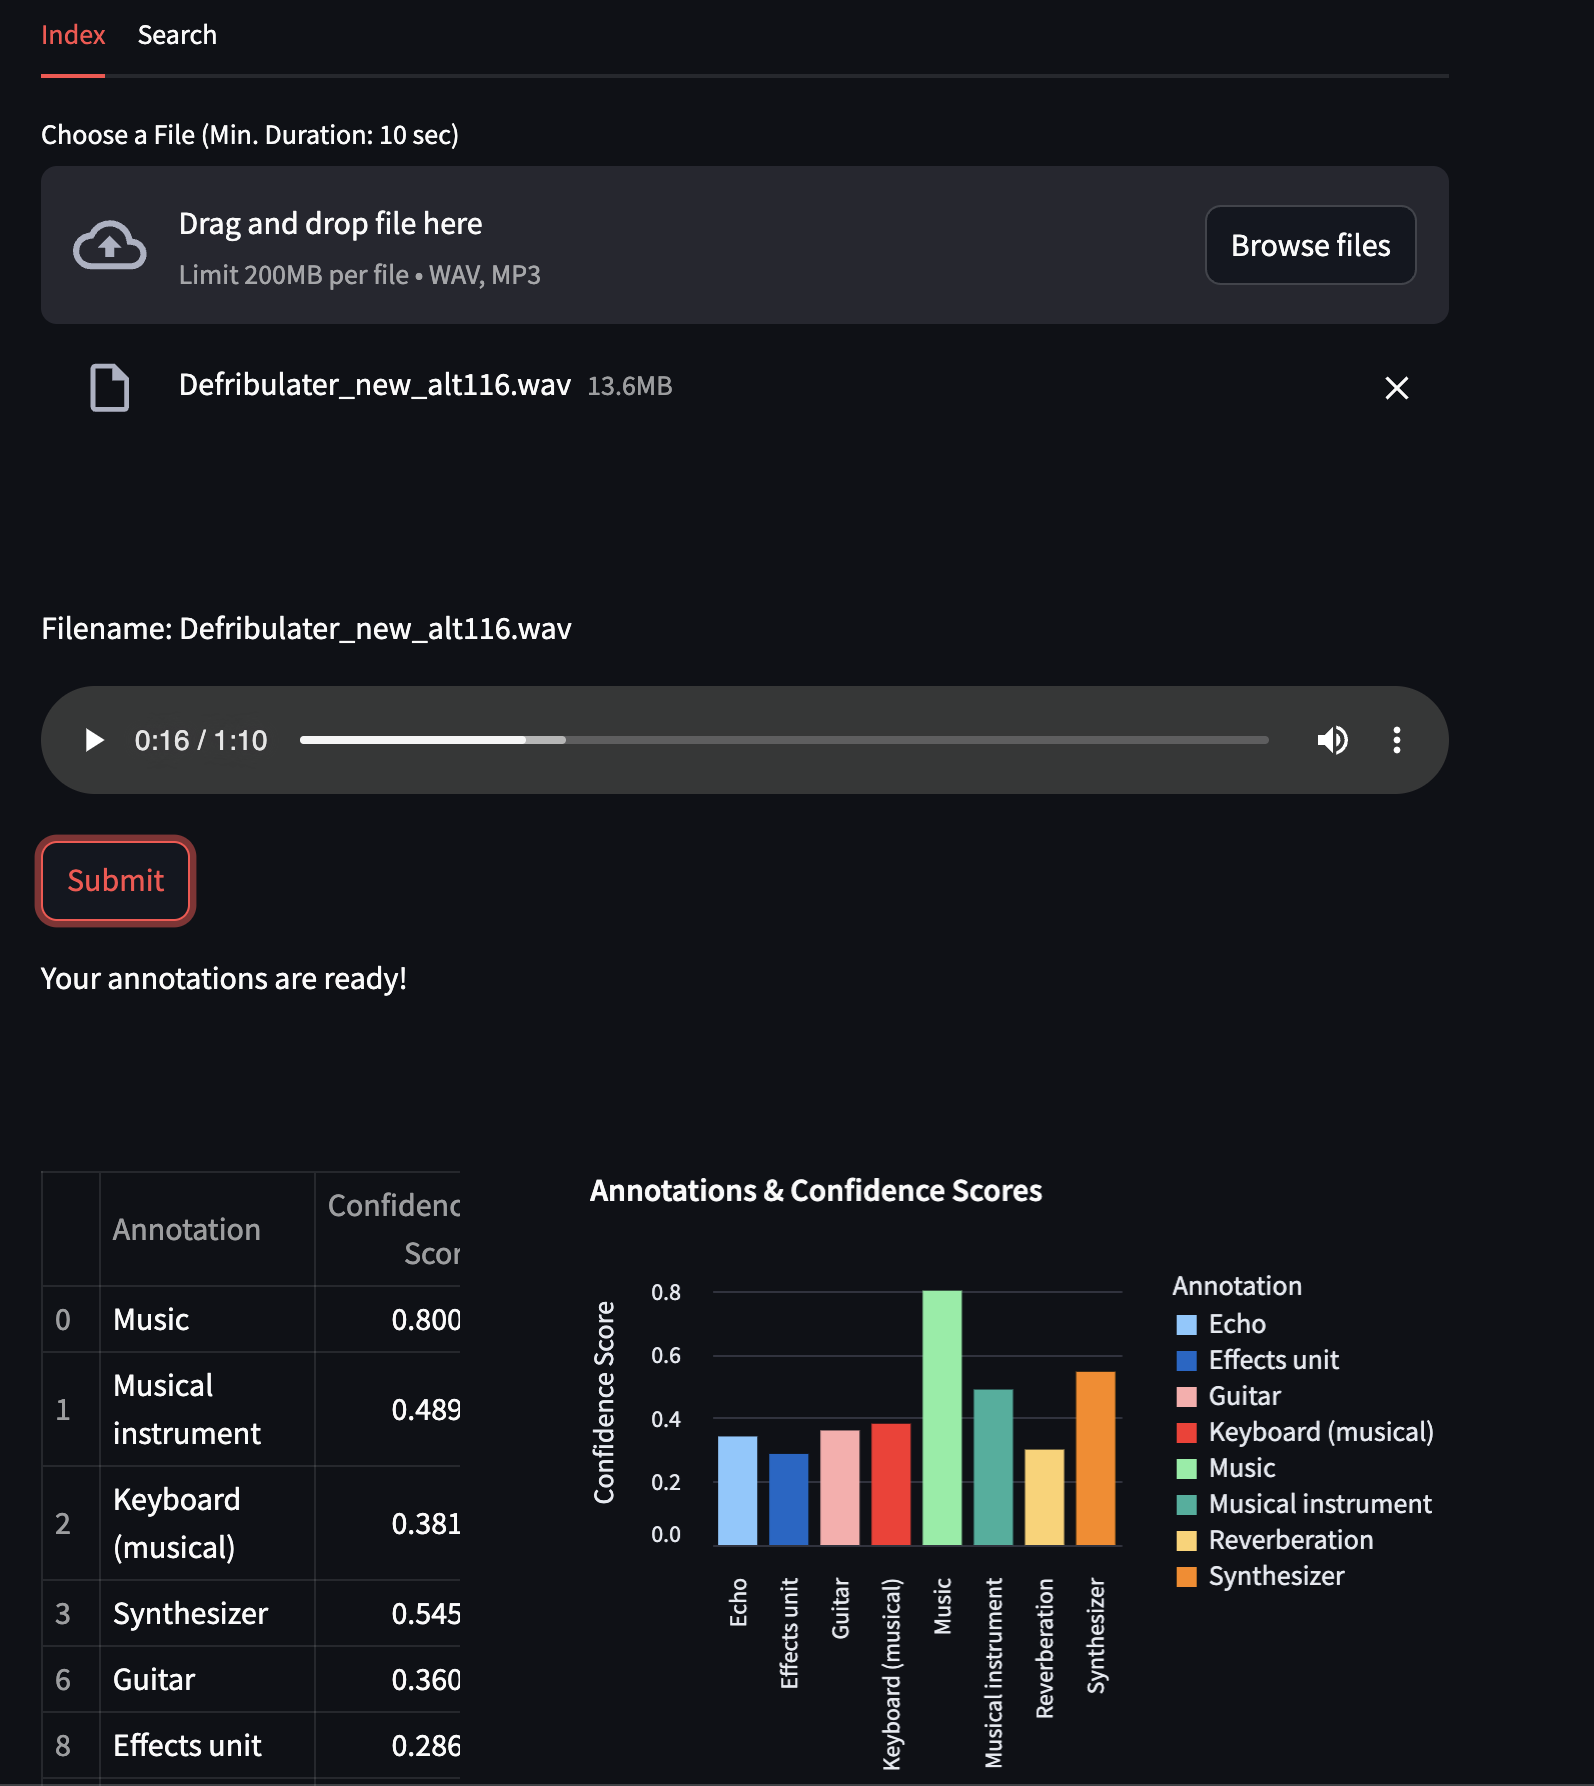 Index Search
Choose a File (Min. Duration: 10 sec)
Drag and drop file here
Limit 200MB per file • WAV, MP3
Browse files
Defribulater_new_alt116.wav 13.6MB
Filename: Defribulater_new_alt116.wav
0:16 / 1:10
Submit
Your annotations are ready!
Annotation
Confidenc
Scor
0 Music 0.800
1 Musical
instrument 0.489
2 Keyboard
(musical) 0.381
3 Synthesizer 0.545
6 Guitar 0.360
8 Effects unit 0.286
Annotations & Confidence Scores
Confidence Score
0.8
0.6
0.4
0.2
0.0
Echo
Effects unit
Guitar
Keyboard (musical)
Music
Musical instrument
Reverberation
Synthesizer
Annotation
Echo
Effects unit
Guitar
Keyboard (musical)
Music
Musical instrument
Reverberation
Synthesizer